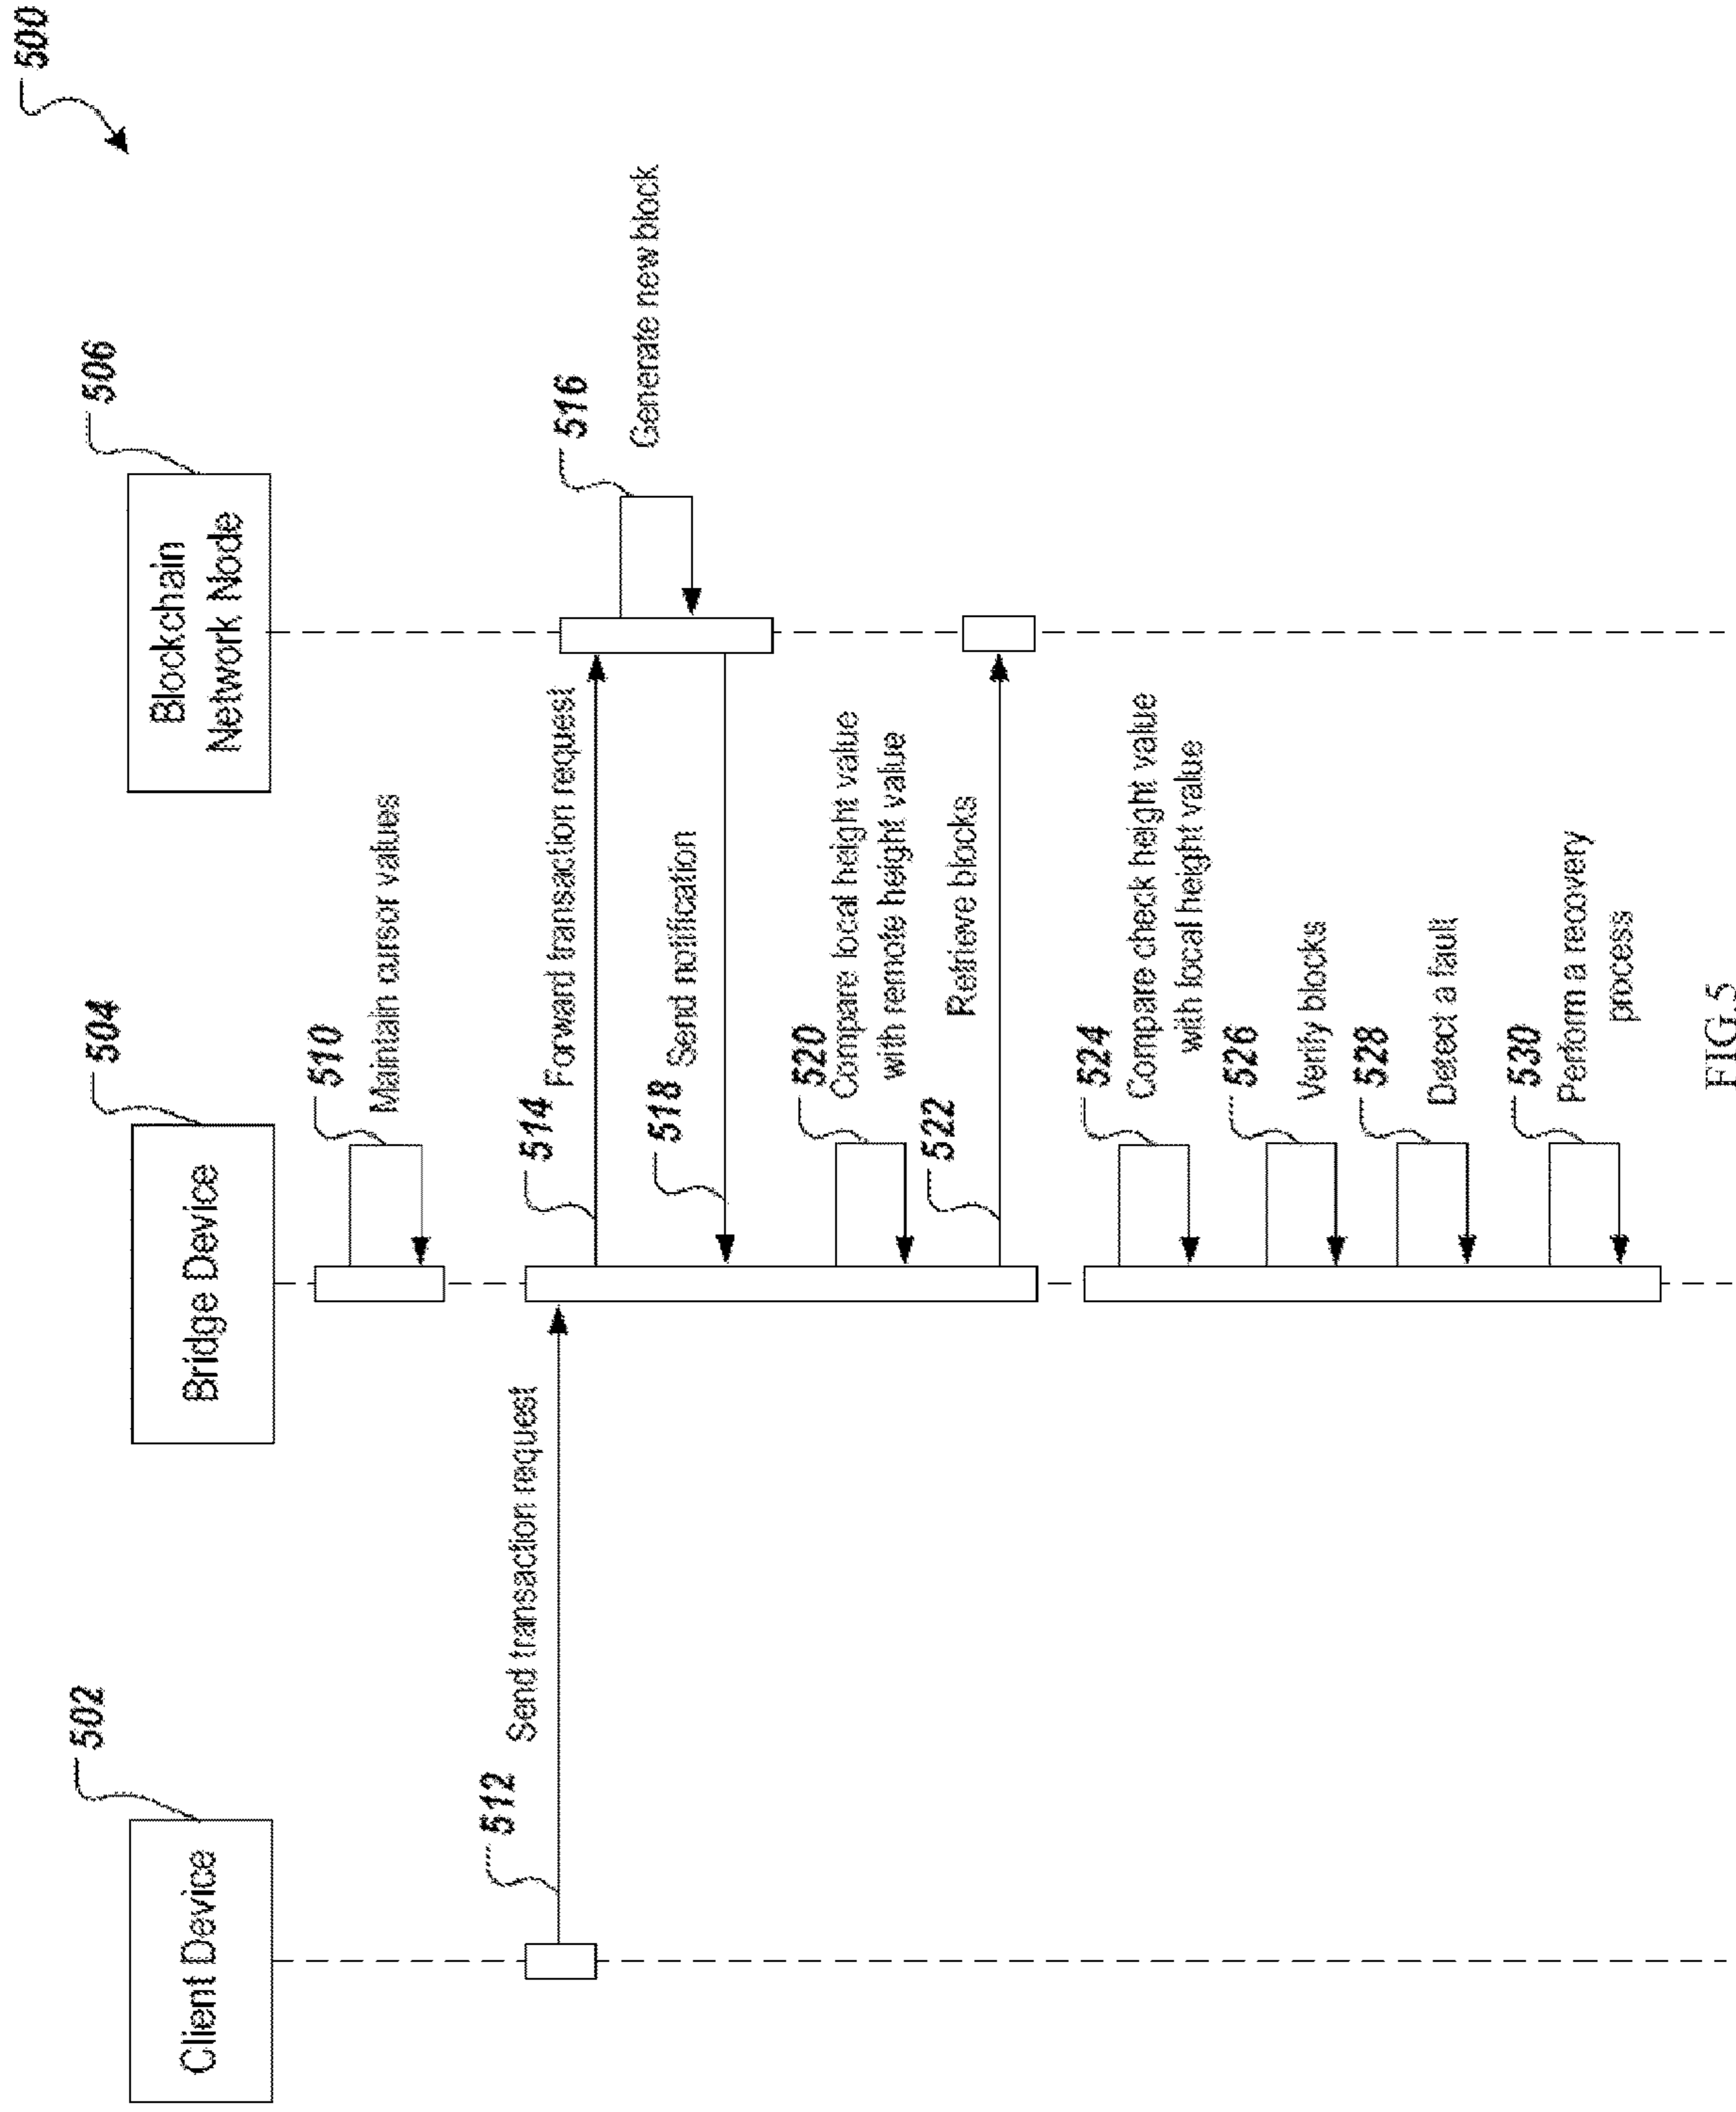 500
502
Client Device
504
Bridge Device
506
Blockchain
Network Node
510
Maintain cursor values
512
Send transaction request
514
Forward transaction request
516
Generate new block
518
Send notification
520
Compare local height value
with remote height value
522
Retrieve blocks
524
Compare check height value
with local height value
526
Verify blocks
528
Detect a fault
530
Perform a recovery
process
FIG.5